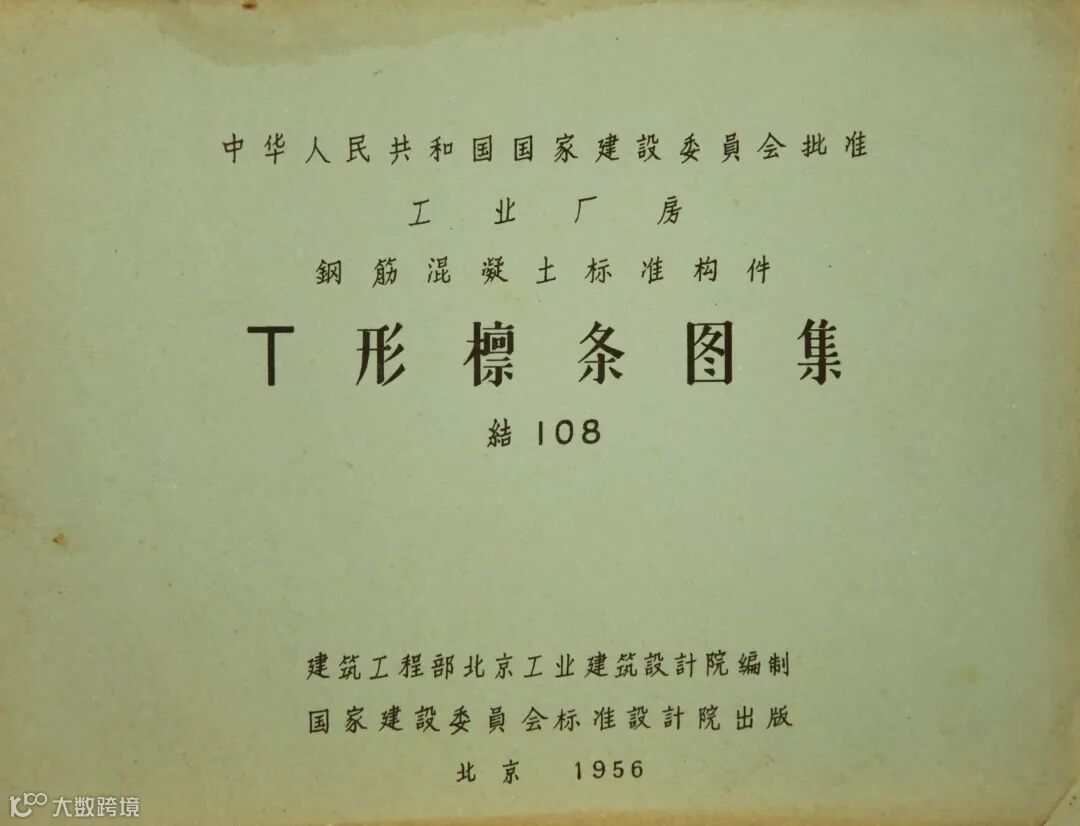 中华人民共和国国家建設委員会批准
工业厂房
鋼筋混凝土标准构件
T形檩条图集
結108
建筑工程部北京工业建筑設計院編制
国家建設委員会标准設計院出版
北京 1956
大数跨境